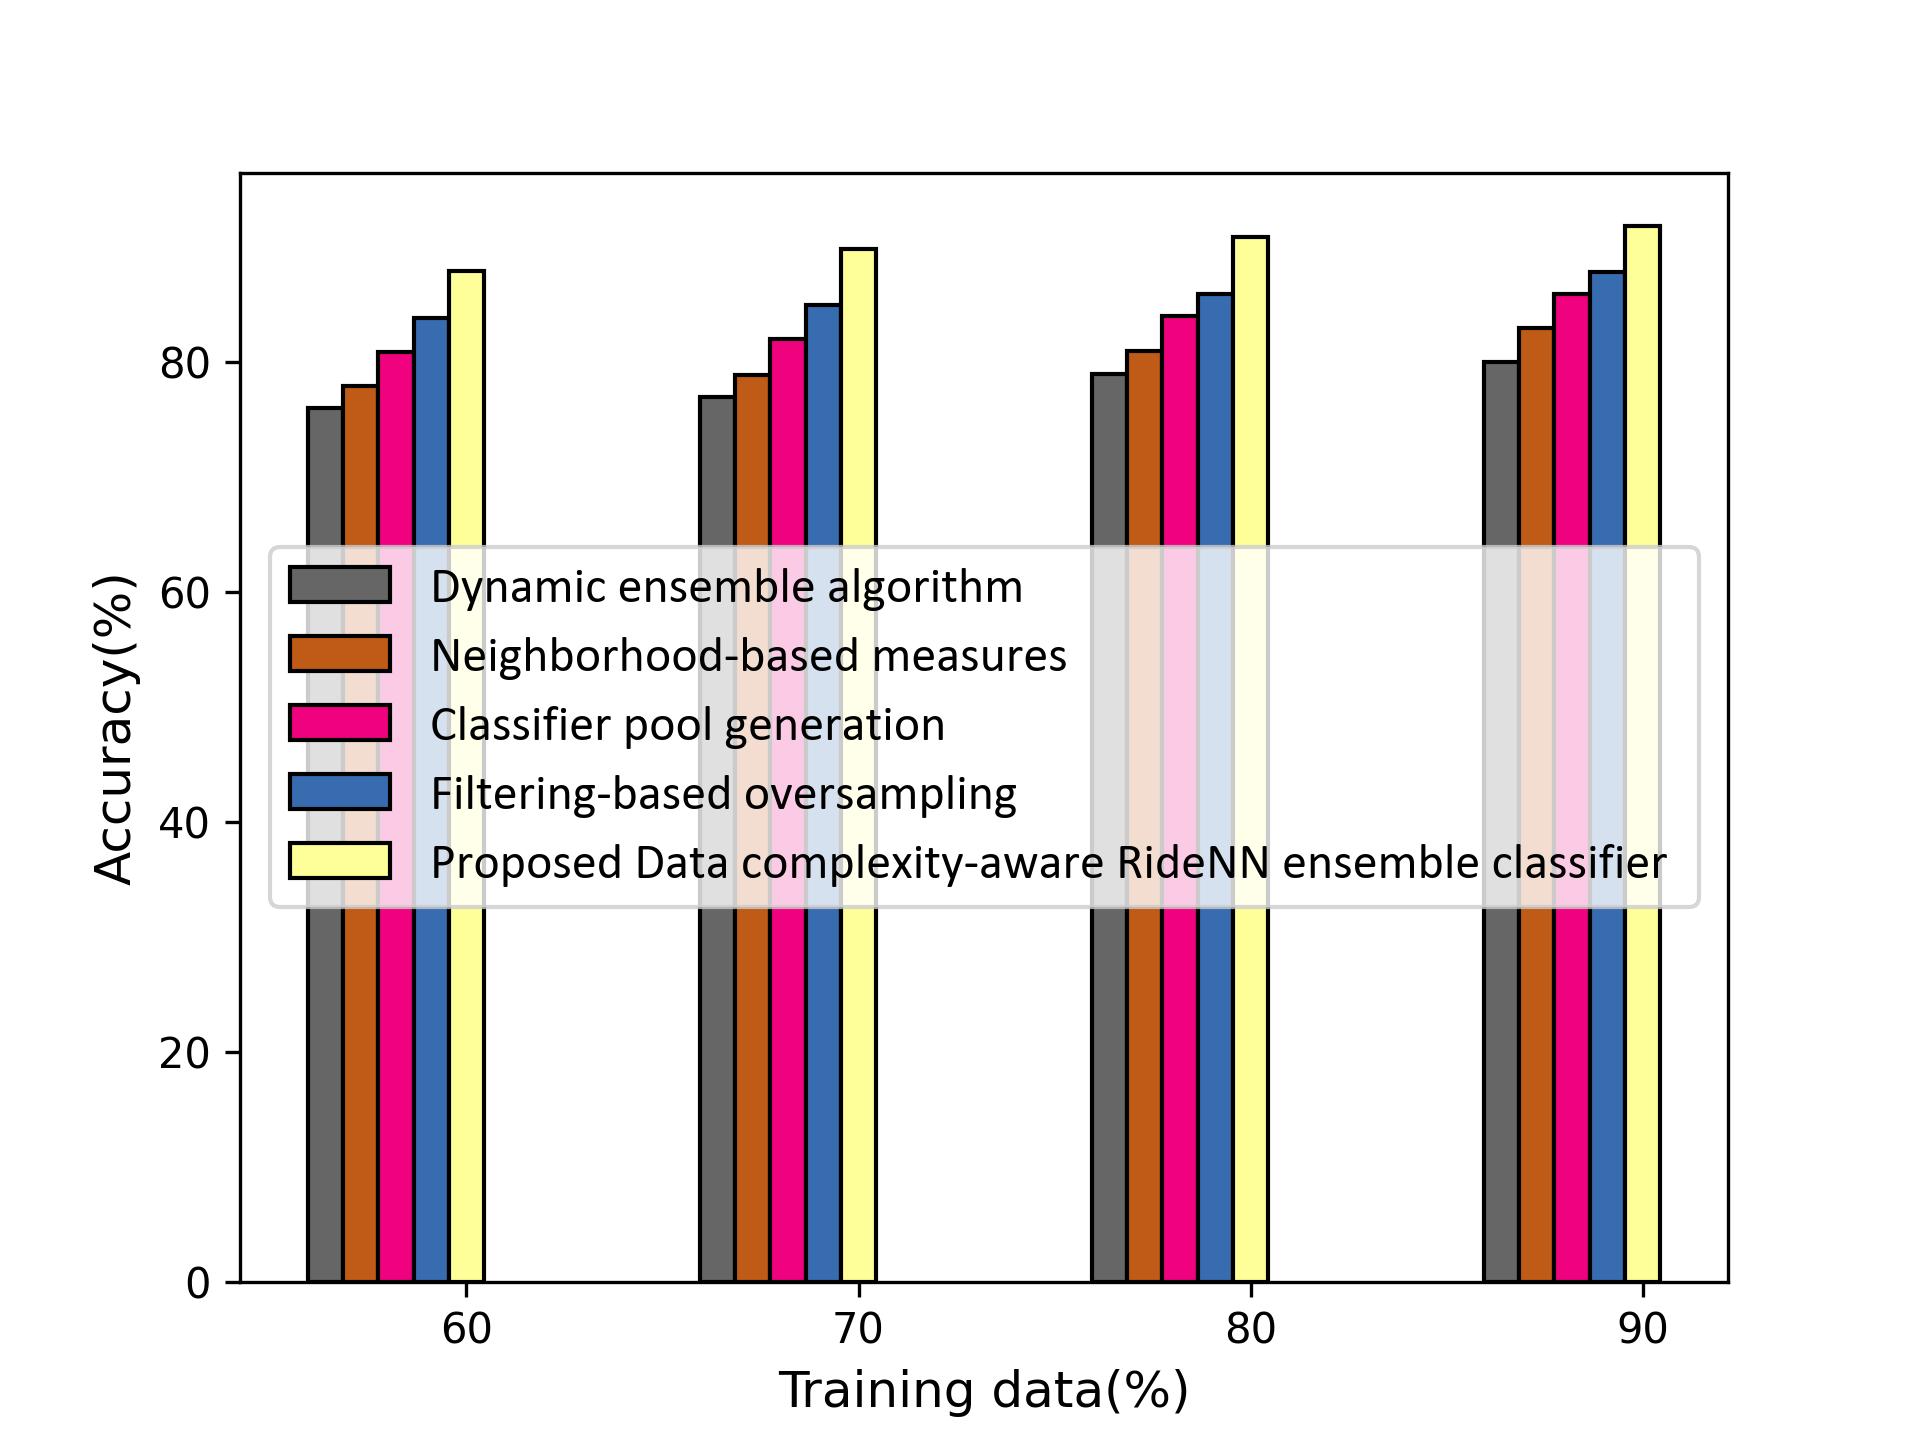 80
60
40
20
0
Accuracy(%)
Dynamic ensemble algorithm
Neighborhood-based measures
Classifier pool generation
Filtering-based oversampling
Proposed Data complexity-aware RideNN ensemble classifier
60 70 80 90
Training data(%)